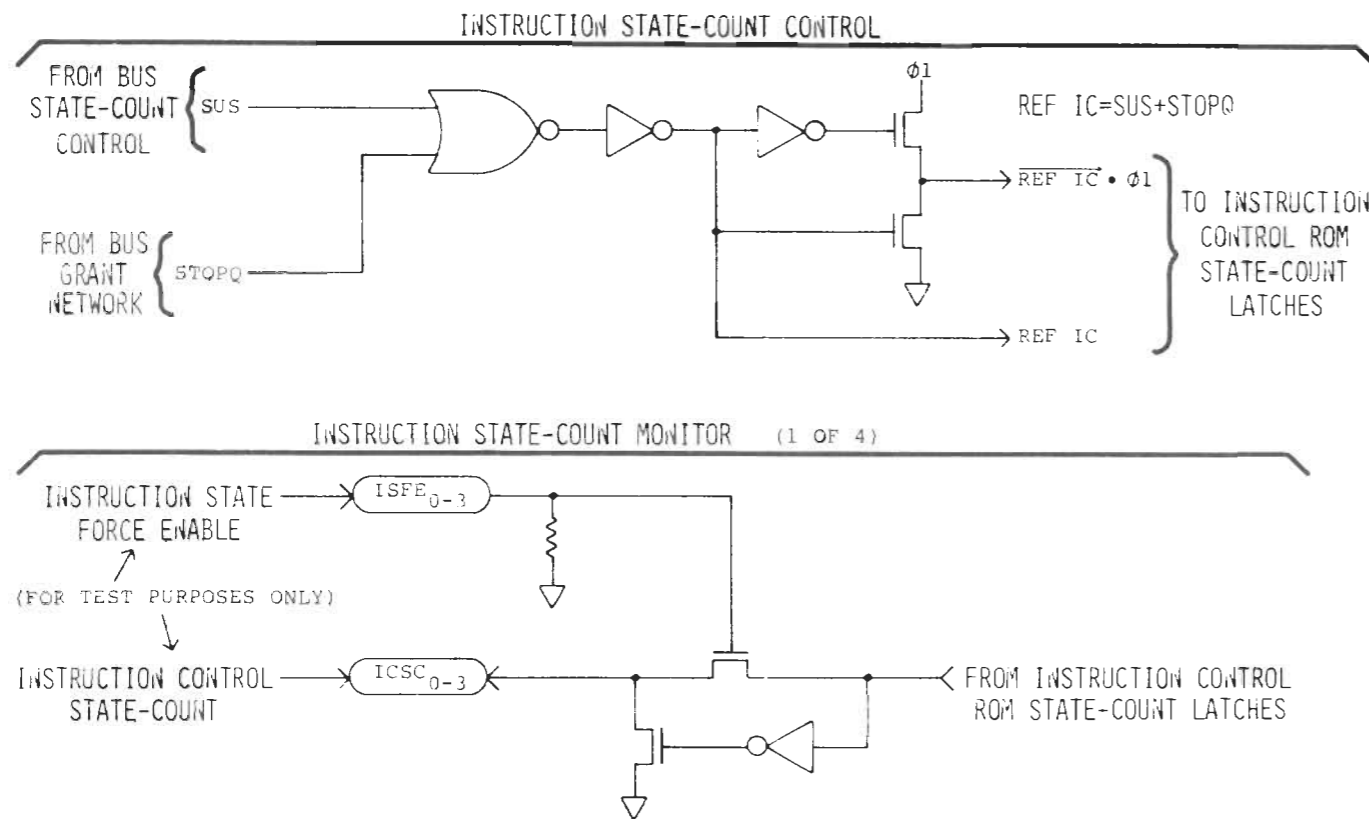 INSTRUCTION STATE-COUNT CONTROL
FROM BUS
STATE-COUNT
CONTROL
SUS
FROM BUS
GRANT
NETWORK
STOPQ
Ø1
REF IC=SUS+STOPQ
REF IC • Ø1
REF IC
TO INSTRUCTION
CONTROL ROM
STATE-COUNT
LATCHES
INSTRUCTION STATE-COUNT MONITOR (1 OF 4)
INSTRUCTION STATE
FORCE ENABLE
ISFE0-3
(FOR TEST PURPOSES ONLY)
INSTRUCTION CONTROL
STATE-COUNT
ICSC0-3
FROM INSTRUCTION CONTROL
ROM STATE-COUNT LATCHES